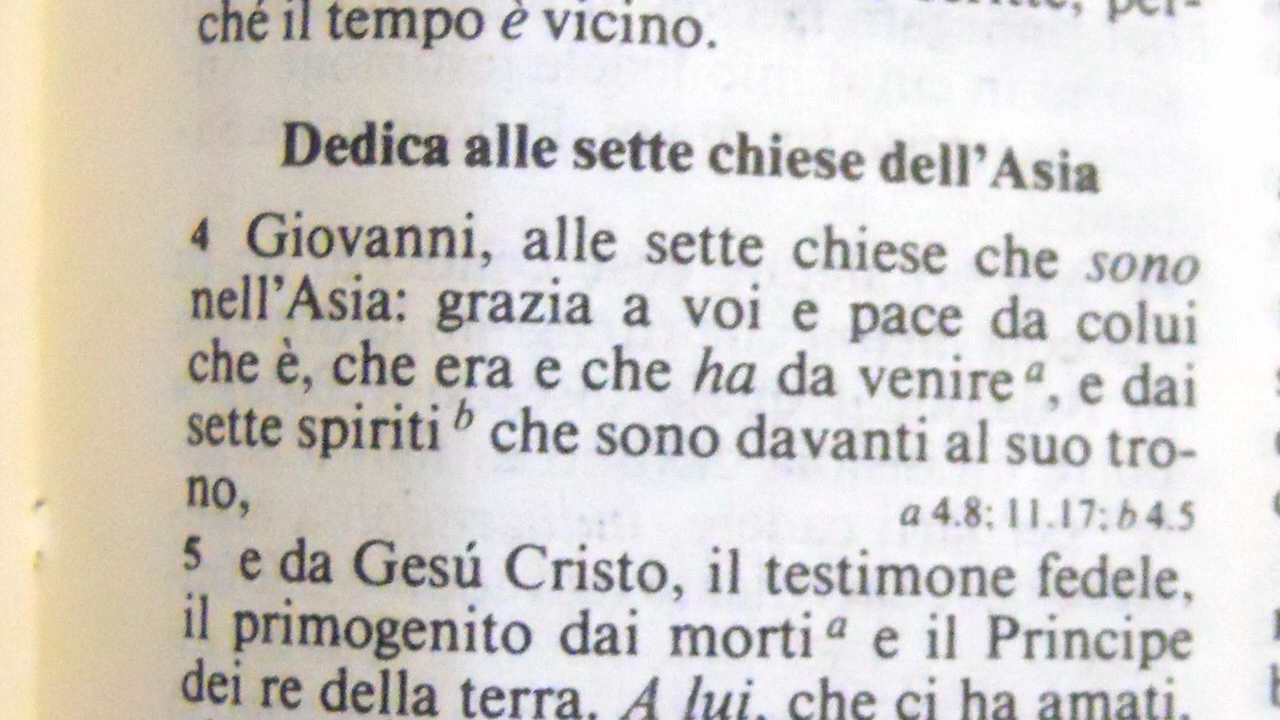 ché il tempo è vicino.
Dedica alle sette chiese dell'Asia
4 Giovanni, alle sette chiese che sono
nell'Asia: grazia a voi e pace da colui
che è, che era e che ha da venire a, e dai
sette spiriti b che sono davanti al suo tro-
no,
a 4.8; 11.17; b 4.5
5 e da Gesú Cristo, il testimone fedele,
il primogenito dai morti a e il Principe
dei re della terra. A lui, che ci ha amati,